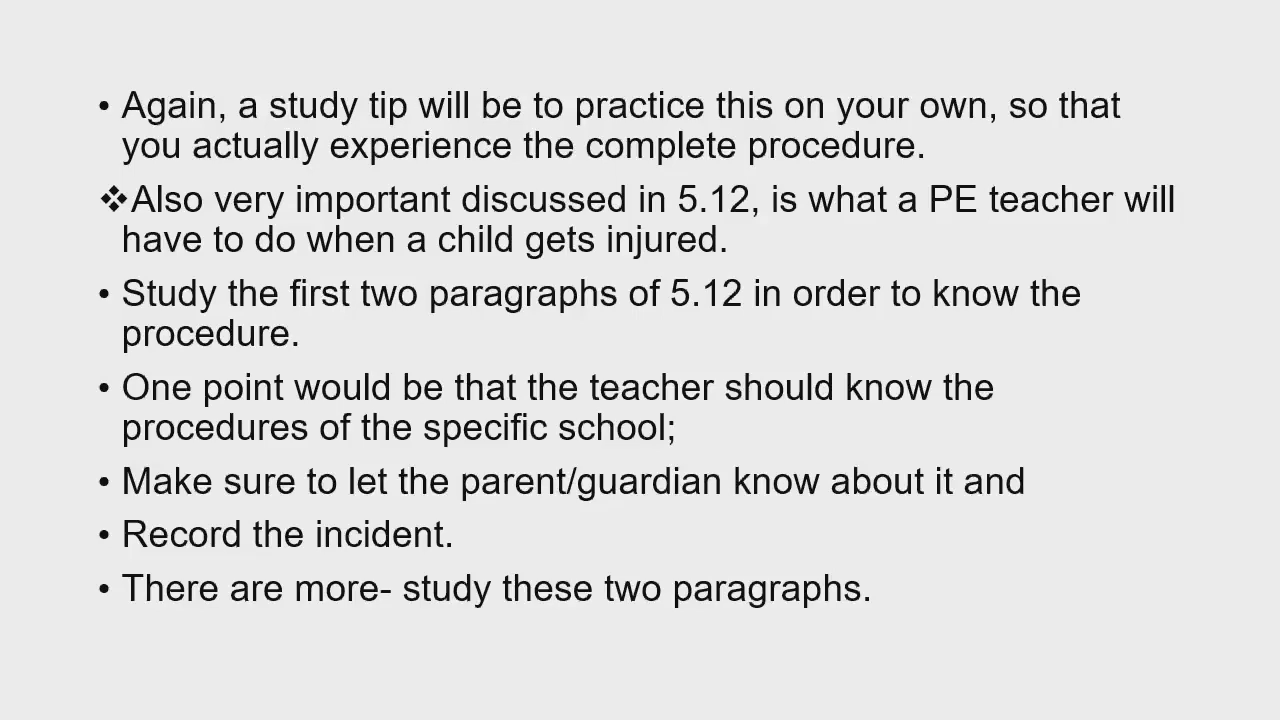 • Again, a study tip will be to practice this on your own, so that
you actually experience the complete procedure.
❖Also very important discussed in 5.12, is what a PE teacher will
have to do when a child gets injured.
• Study the first two paragraphs of 5.12 in order to know the
procedure.
• One point would be that the teacher should know the
procedures of the specific school;
• Make sure to let the parent/guardian know about it and
• Record the incident.
• There are more- study these two paragraphs.